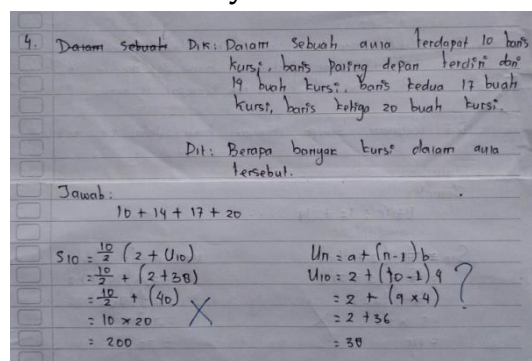 4. Dalam sebuah Dik: Dalam sebuah aula terdapat 10 baris
kursi, baris paling depan terdiri dari
14 buah kursi, baris kedua 17 buah
kursi, baris ketiga 20 buah kursi.
Dit: Berapa banyak kursi dalam aula
tersebut.
Jawab:
10 + 14 + 17 + 20
S10 = 10/2 (2 + U10)
= 10/2 + (2+38)
= 10/2 + (40)
= 10 × 20
= 200
Un = a + (n-1) b
U10 = 2 + (10-1) 4
= 2 + (9 × 4) ?
= 2 + 36
= 38